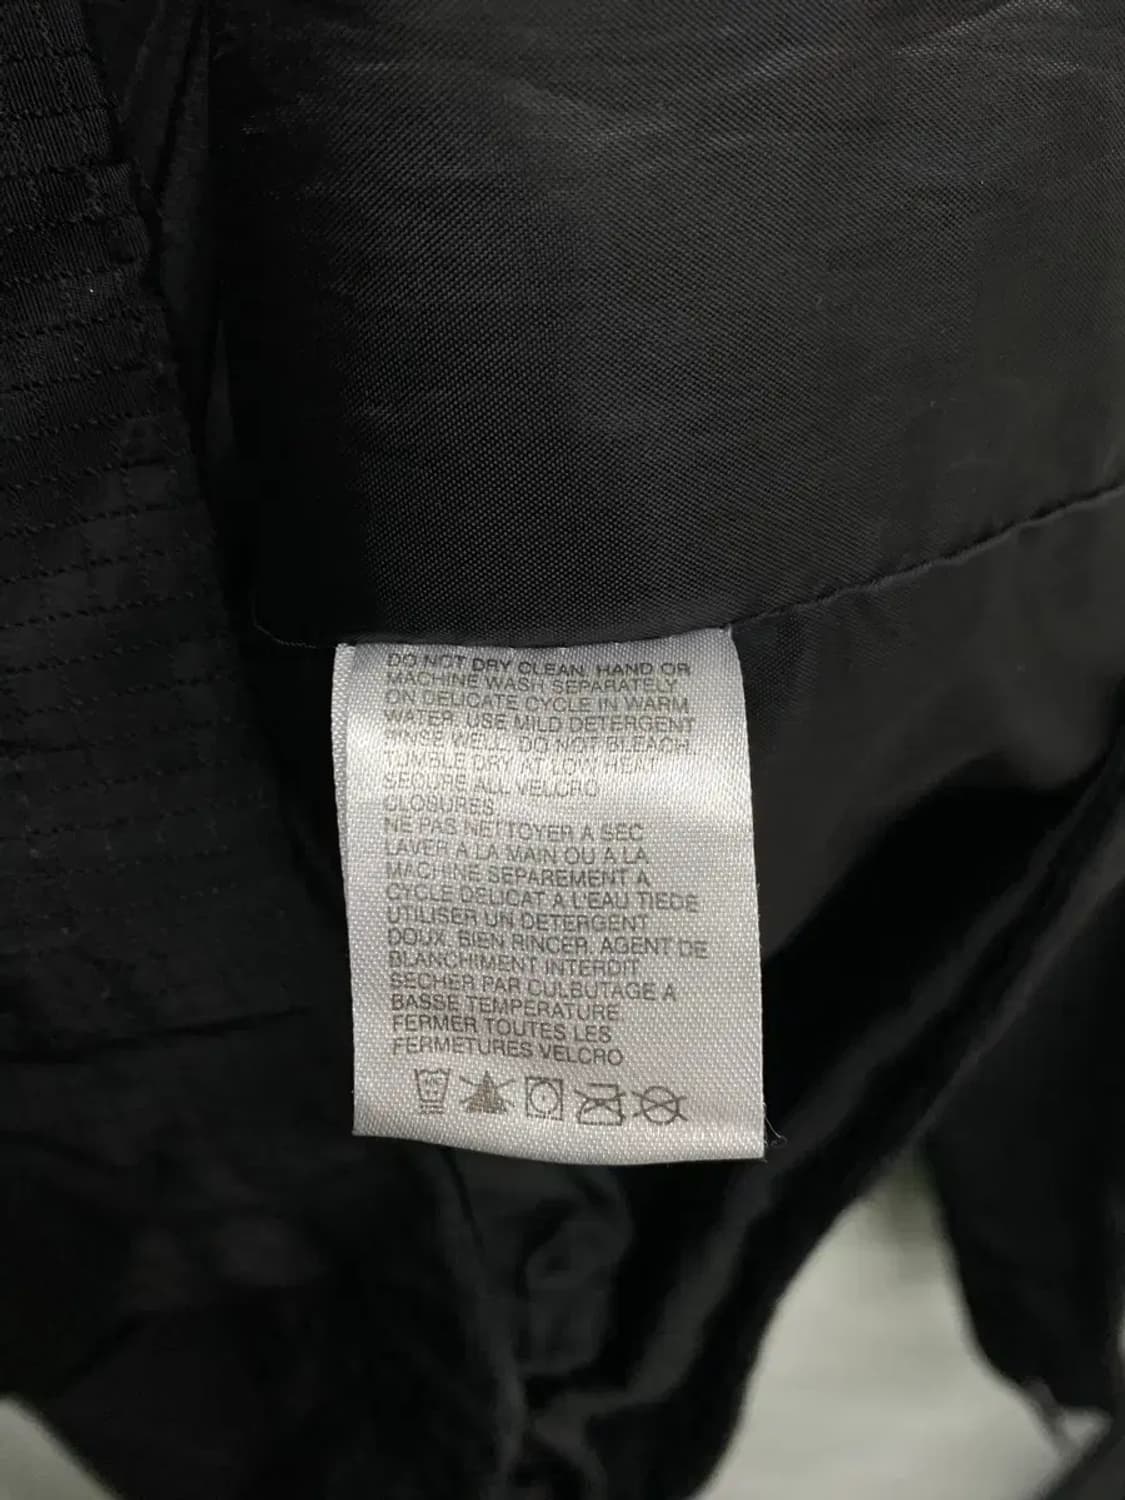 DO NOT DRY CLEAN, HAND OR
MACHINE WASH SEPARATELY
ON DELICATE CYCLE IN WARM
WATER. USE MILD DETERGENT
RINSE WELL. DO NOT BLEACH
TUMBLE DRY AT LOW HEAT
SECURE ALL VELCRO
CLOSURES
NE PAS NETTOYER A SEC
LAVER A LA MAIN OU A LA
MACHINE SEPAREMENT A
CYCLE DELICAT A L'EAU TIEDE
UTILISER UN DETERGENT
DOUX. BIEN RINCER. AGENT DE
BLANCHIMENT INTERDIT
SECHER PAR CULBUTAGE A
BASSE TEMPERATURE
FERMER TOUTES LES
FERMETURES VELCRO